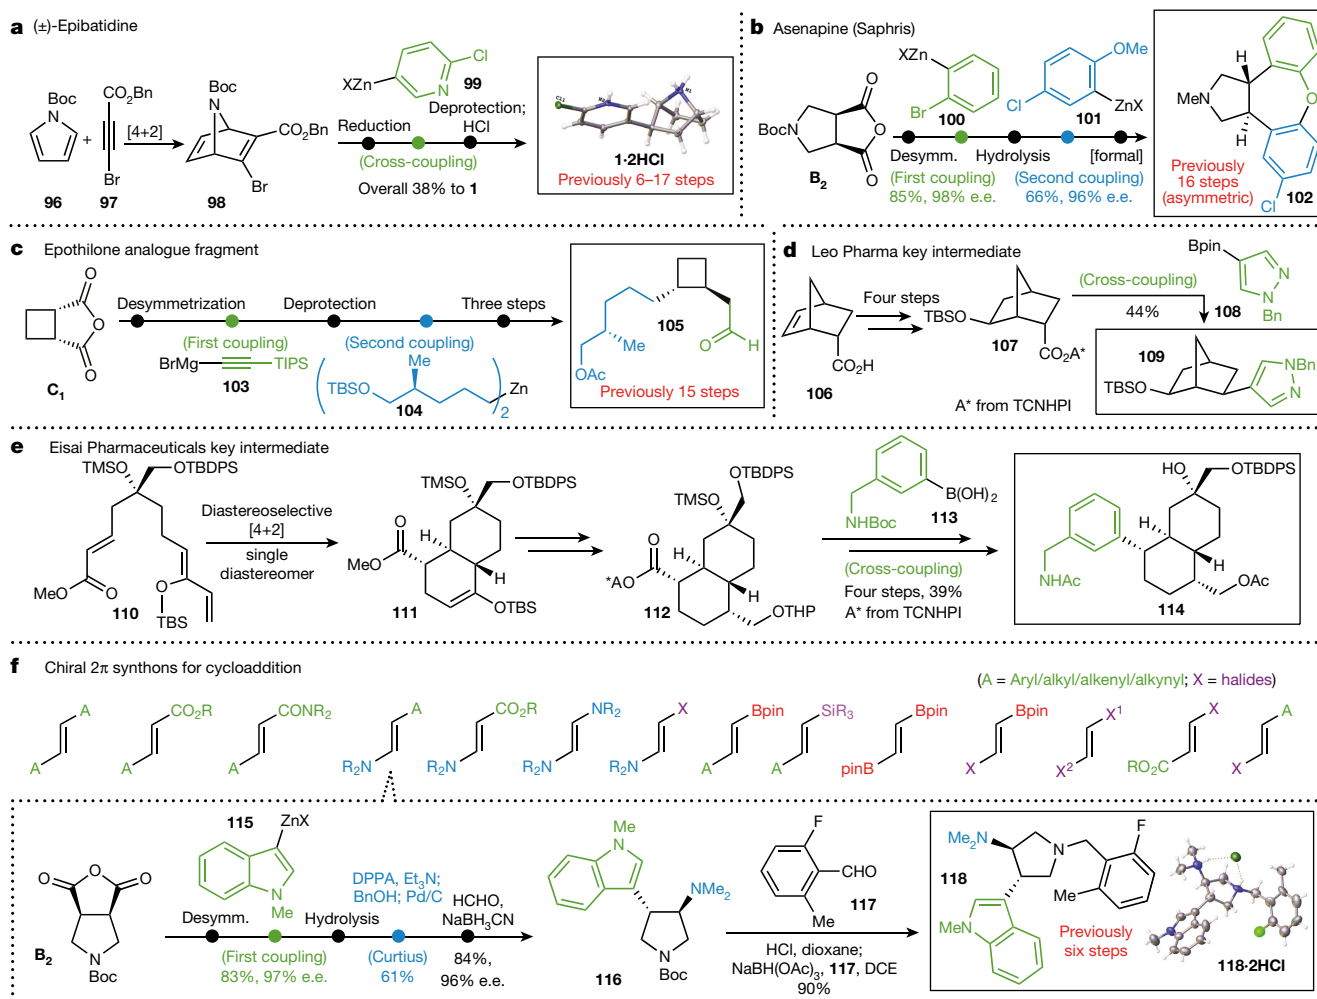 a (±)-Epibatidine
Boc
N
96
+
CO2Bn
Br
97
[4+2]
Boc
N
CO2Bn
Br
98
XZn
Cl
N
99
Reduction
Deprotection;
HCl
(Cross-coupling)
Overall 38% to 1
1·2HCl
Previously 6–17 steps
b Asenapine (Saphris)
BocN
O
O
O
B2
XZn
Br
100
OMe
Cl
ZnX
101
Desymm.
Hydrolysis
[formal]
(First coupling)
85%, 98% e.e.
(Second coupling)
66%, 96% e.e.
H
MeN
H
O
Cl
Previously
16 steps
(asymmetric)
102
c Epothilone analogue fragment
O
O
O
C1
Desymmetrization
Deprotection
Three steps
(First coupling)
(Second coupling)
BrMg
TIPS
103
Me
TBSO
Zn
2
104
105
Me
OAc
O
H
Previously 15 steps
d Leo Pharma key intermediate
CO2H
106
Four steps
TBSO
CO2A*
107
A* from TCNHPI
(Cross-coupling)
44%
Bpin
N
N
Bn
108
109
TBSO
NBn
N
e Eisai Pharmaceuticals key intermediate
TMSO
OTBDPS
MeO
O
O
TBS
110
Diastereoselective
[4+2]
single
diastereomer
TMSO
OTBDPS
O
MeO
H
H
OTBS
111
OTBDPS
TMSO
O
*AO
H
H
OTHP
112
B(OH)2
NHBoc
113
(Cross-coupling)
Four steps, 39%
A* from TCNHPI
HO
OTBDPS
H
H
NHAc
OAc
114
f Chiral 2π synthons for cycloaddition
(A = Aryl/alkyl/alkenyl/alkynyl; X = halides)
A
A
CO2R
A
CONR2
A
A
R2N
CO2R
R2N
NR2
R2N
X
R2N
Bpin
A
SiR3
A
Bpin
pinB
Bpin
X
X1
X2
X
RO2C
A
X
O
O
O
N
Boc
B2
115
ZnX
N
Me
Desymm.
Hydrolysis
DPPA, Et3N;
BnOH; Pd/C
HCHO,
NaBH3CN
(First coupling)
83%, 97% e.e.
(Curtius)
61%
84%,
96% e.e.
Me
N
NMe2
N
Boc
116
F
CHO
Me
117
HCl, dioxane;
NaBH(OAc)3, 117, DCE
90%
Me2N
N
F
Me
MeN
118
Previously
six steps
118·2HCl